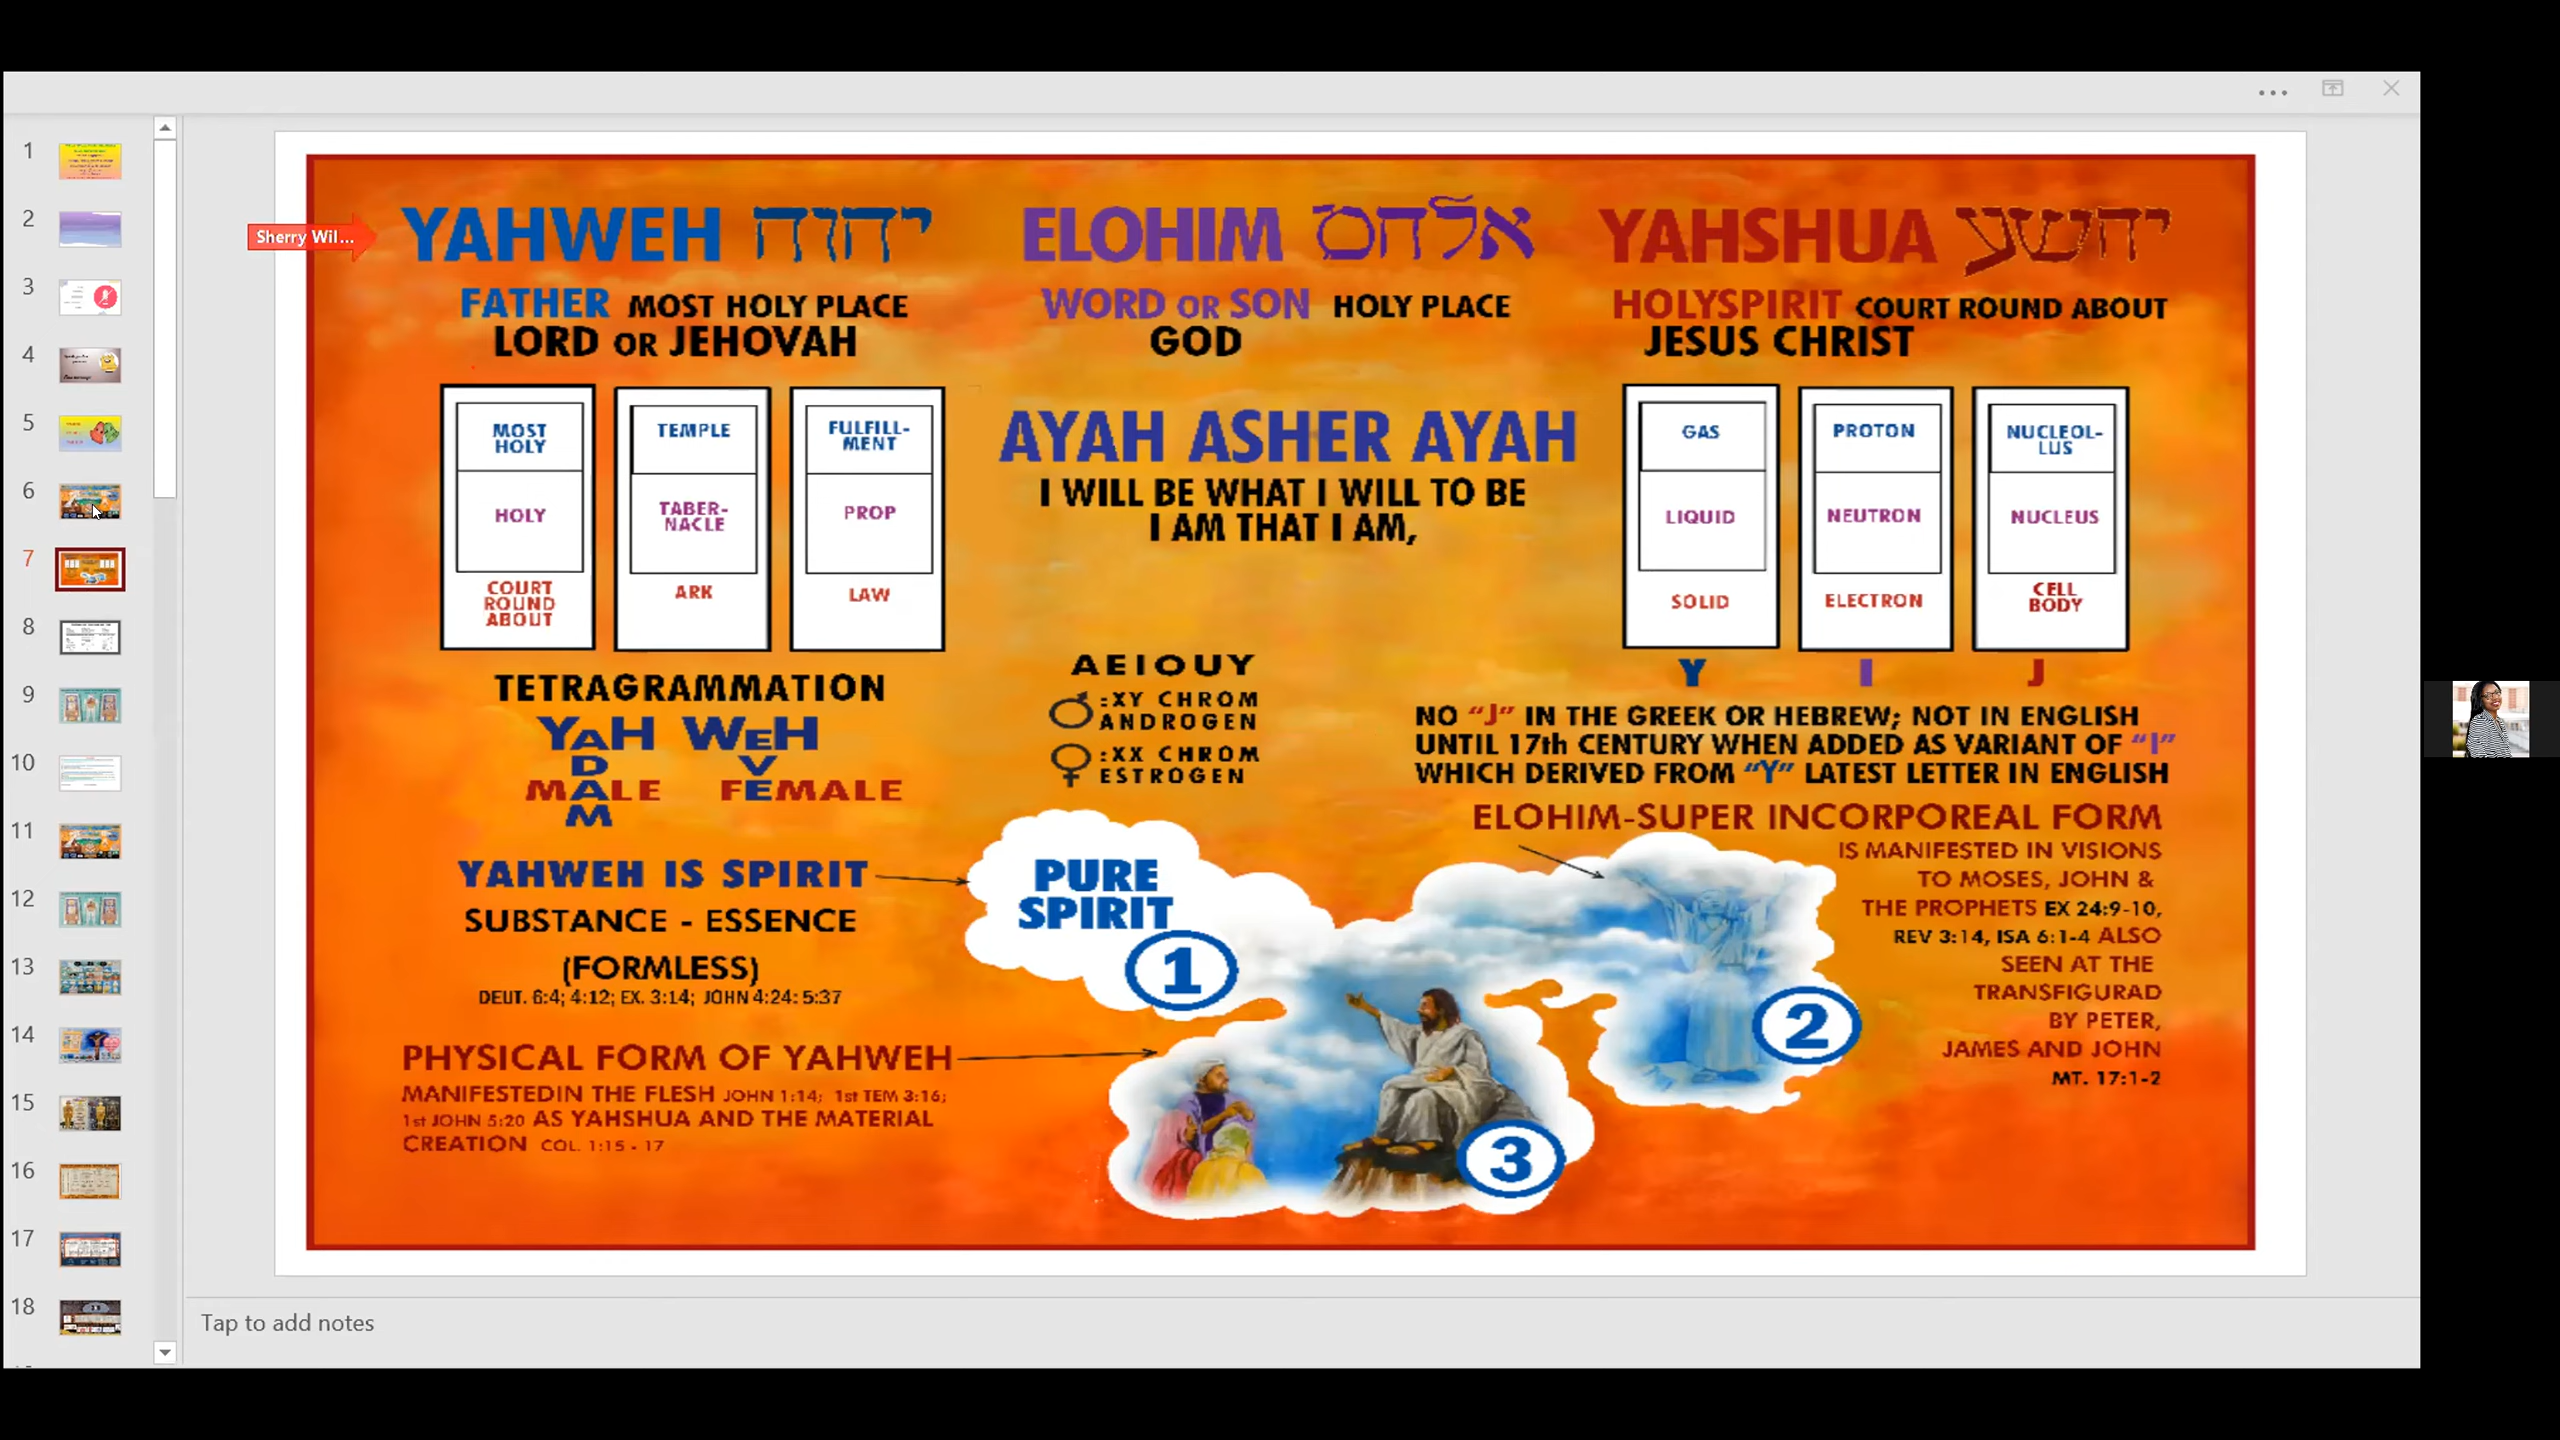 1
2
3
4
5
6
7
8
9
10
11
12
13
14
15
16
17
18
Sherry Wil...
YAHWEH יהוה
FATHER MOST HOLY PLACE
LORD OR JEHOVAH
ELOHIM אלהם
WORD OR SON HOLY PLACE
GOD
YAHSHUA יהשע
HOLYSPIRIT COURT ROUND ABOUT
JESUS CHRIST
MOST
HOLY
HOLY
COURT
ROUND
ABOUT
TEMPLE
TABER-
NACLE
ARK
FULFILL-
MENT
PROP
LAW
AYAH ASHER AYAH
I WILL BE WHAT I WILL TO BE
I AM THAT I AM,
GAS
LIQUID
SOLID
PROTON
NEUTRON
ELECTRON
NUCLEOL-
LUS
NUCLEUS
CELL
BODY
Y I J
TETRAGRAMMATION
YAH WEH
D V
MALE FEMALE
M
AEIOUY
♂:XY CHROM
ANDROGEN
♀:XX CHROM
ESTROGEN
NO "J" IN THE GREEK OR HEBREW; NOT IN ENGLISH
UNTIL 17th CENTURY WHEN ADDED AS VARIANT OF "I"
WHICH DERIVED FROM "Y" LATEST LETTER IN ENGLISH
ELOHIM-SUPER INCORPOREAL FORM
IS MANIFESTED IN VISIONS
TO MOSES, JOHN &
THE PROPHETS EX 24:9-10,
REV 3:14, ISA 6:1-4 ALSO
SEEN AT THE
TRANSFIGURAD
BY PETER,
JAMES AND JOHN
MT. 17:1-2
YAHWEH IS SPIRIT
SUBSTANCE - ESSENCE
(FORMLESS)
DEUT. 6:4; 4:12; EX. 3:14; JOHN 4:24: 5:37
PURE
SPIRIT
1
2
3
PHYSICAL FORM OF YAHWEH
MANIFESTEDIN THE FLESH JOHN 1:14; 1st TEM 3:16;
1st JOHN 5:20 AS YAHSHUA AND THE MATERIAL
CREATION COL. 1:15 - 17
Tap to add notes